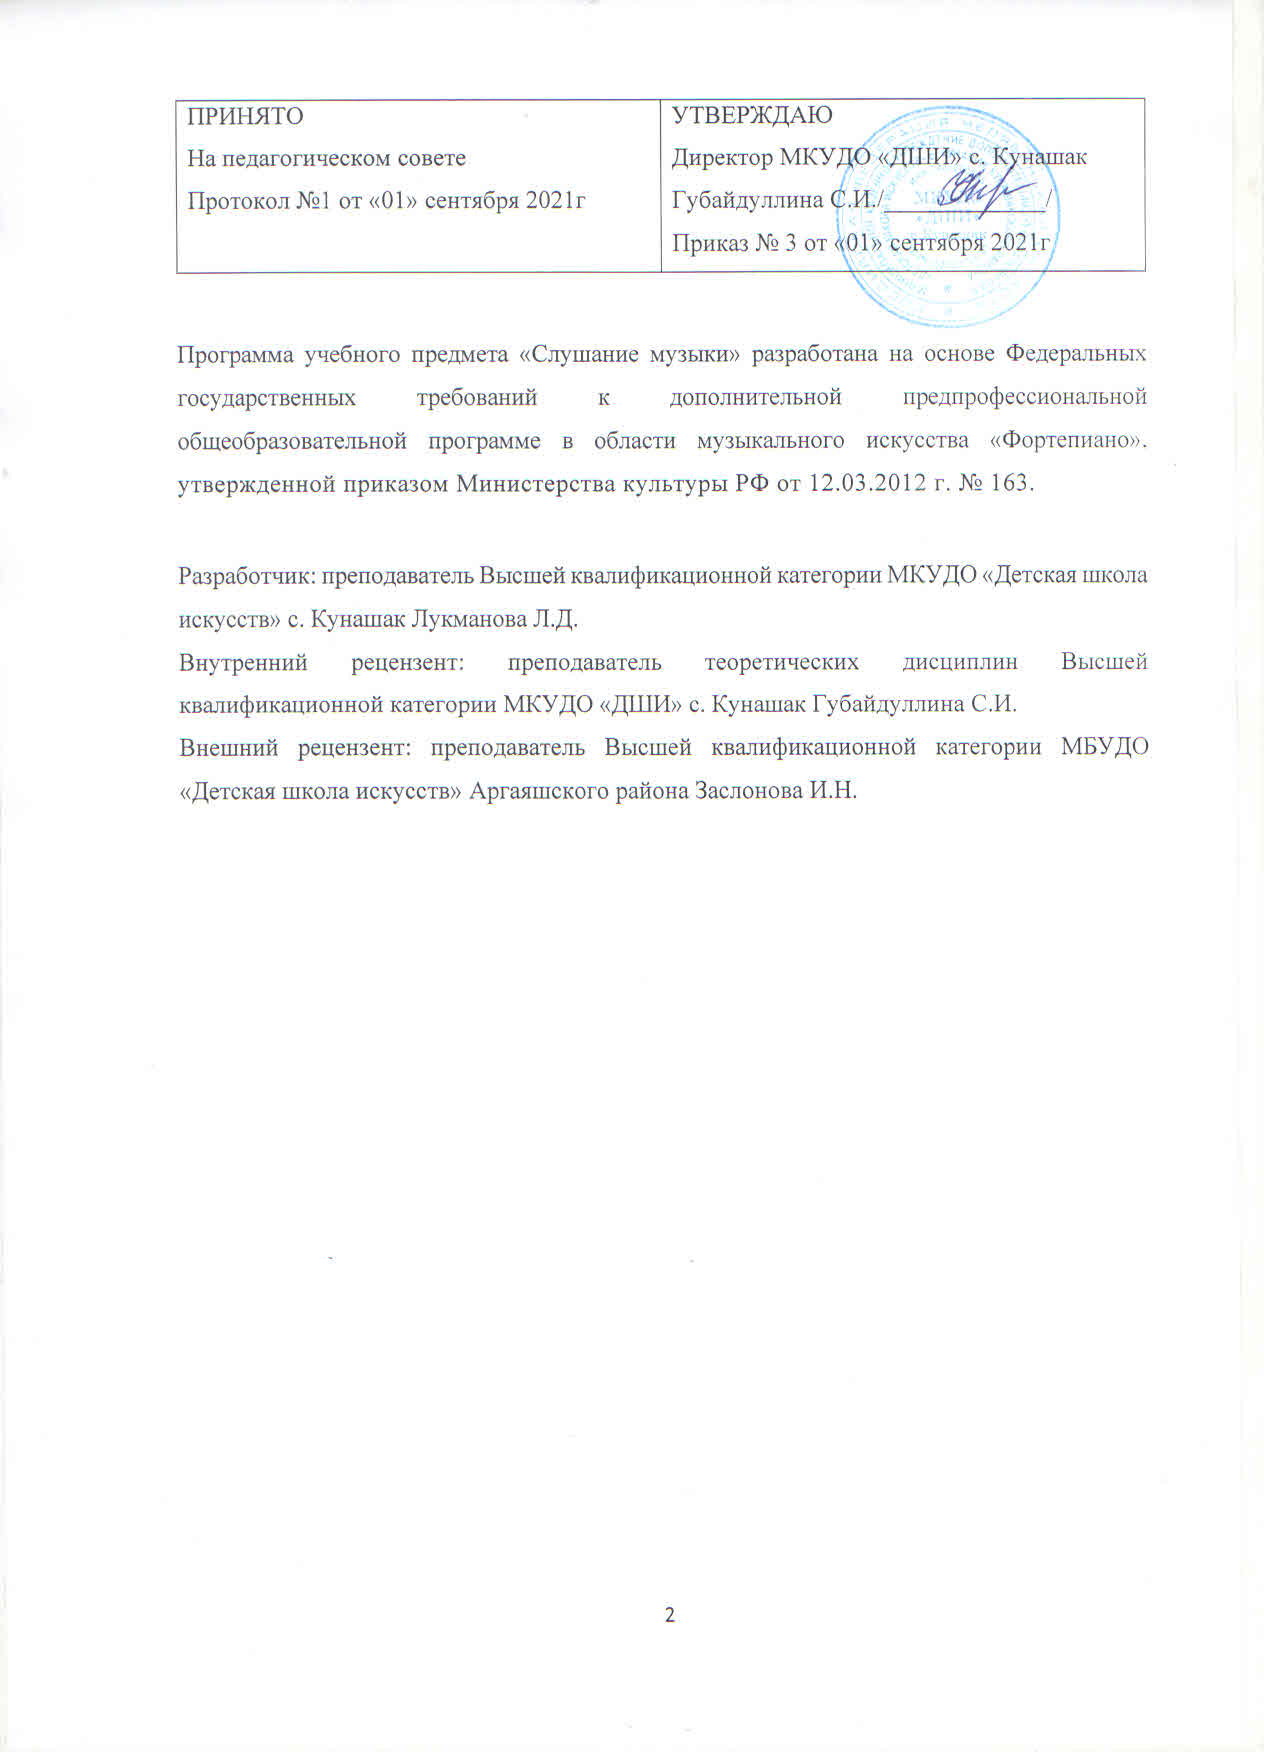 ПРИНЯТО
На педагогическом совете
Протокол №1 от «01» сентября 2021г
УТВЕРЖДАЮ
Директор МКУДО «ДШИ» с. Кунашак
Губайдуллина С.И./_____________/
Приказ № 3 от «01» сентября 2021г
Программа учебного предмета «Слушание музыки» разработана на основе Федеральных
государственных требований к дополнительной предпрофессиональной
общеобразовательной программе в области музыкального искусства «Фортепиано».
утвержденной приказом Министерства культуры РФ от 12.03.2012 г. № 163.
Разработчик: преподаватель Высшей квалификационной категории МКУДО «Детская школа
искусств» с. Кунашак Лукманова Л.Д.
Внутренний рецензент: преподаватель теоретических дисциплин Высшей
квалификационной категории МКУДО «ДШИ» с. Кунашак Губайдуллина С.И.
Внешний рецензент: преподаватель Высшей квалификационной категории МБУДО
«Детская школа искусств» Аргаяшского района Заслонова И.Н.
2